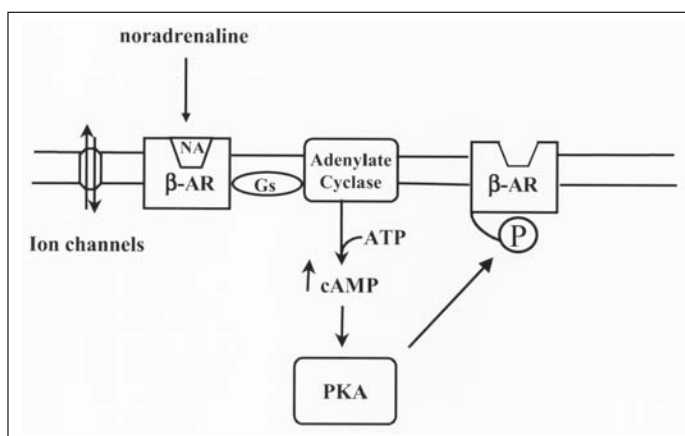 noradrenaline
NA
β-AR
Gs
Adenylate
Cyclase
β-AR
P
Ion channels
ATP
cAMP
PKA